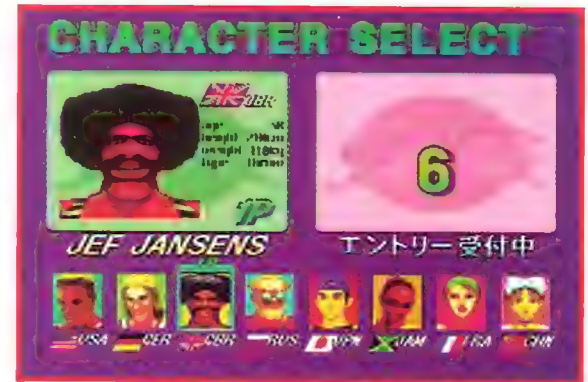 CHARACTER SELECT
GBR
1P
6
JEF JANSENS
エントリー受付中
USA GER GBR RUS JPN JAM FRA CHN